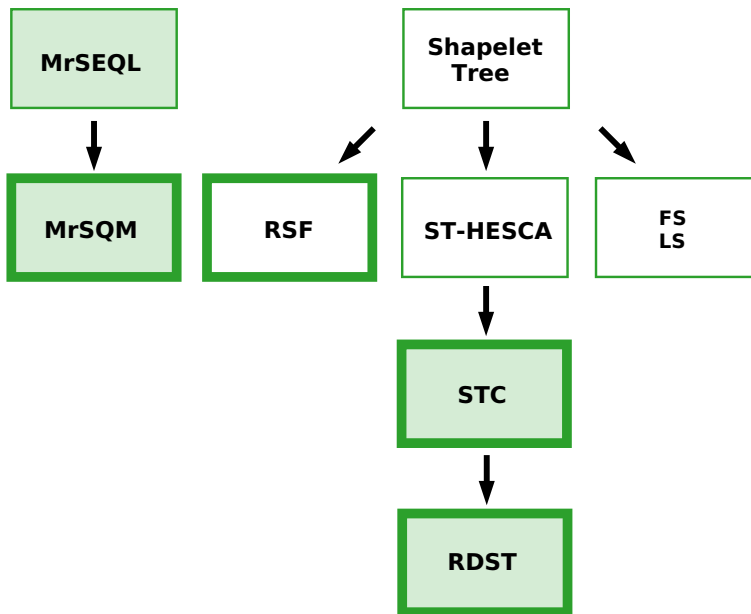 MrSEQL
Shapelet
Tree
MrSQM
RSF
ST-HESCA
FS
LS
STC
RDST